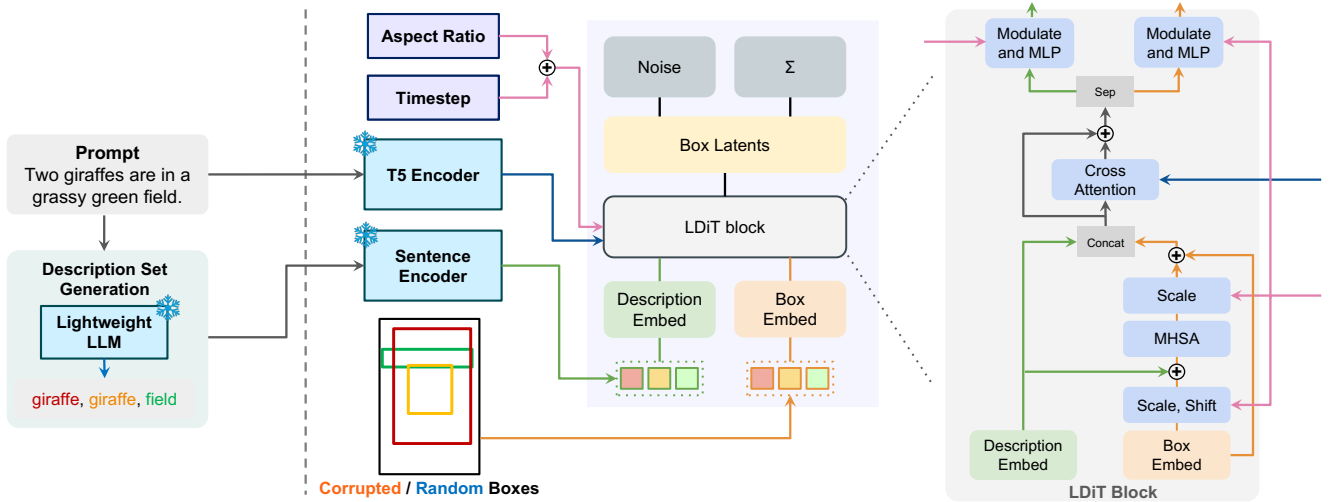 Prompt
Two giraffes are in a
grassy green field.
Description Set
Generation
Lightweight
LLM
giraffe, giraffe, field
Aspect Ratio
Timestep
T5 Encoder
Sentence
Encoder
Corrupted / Random Boxes
Noise
Σ
Box Latents
LDiT block
Description
Embed
Box
Embed
Modulate
and MLP
Modulate
and MLP
Sep
Cross
Attention
Concat
Scale
MHSA
Scale, Shift
Description
Embed
Box
Embed
LDiT Block